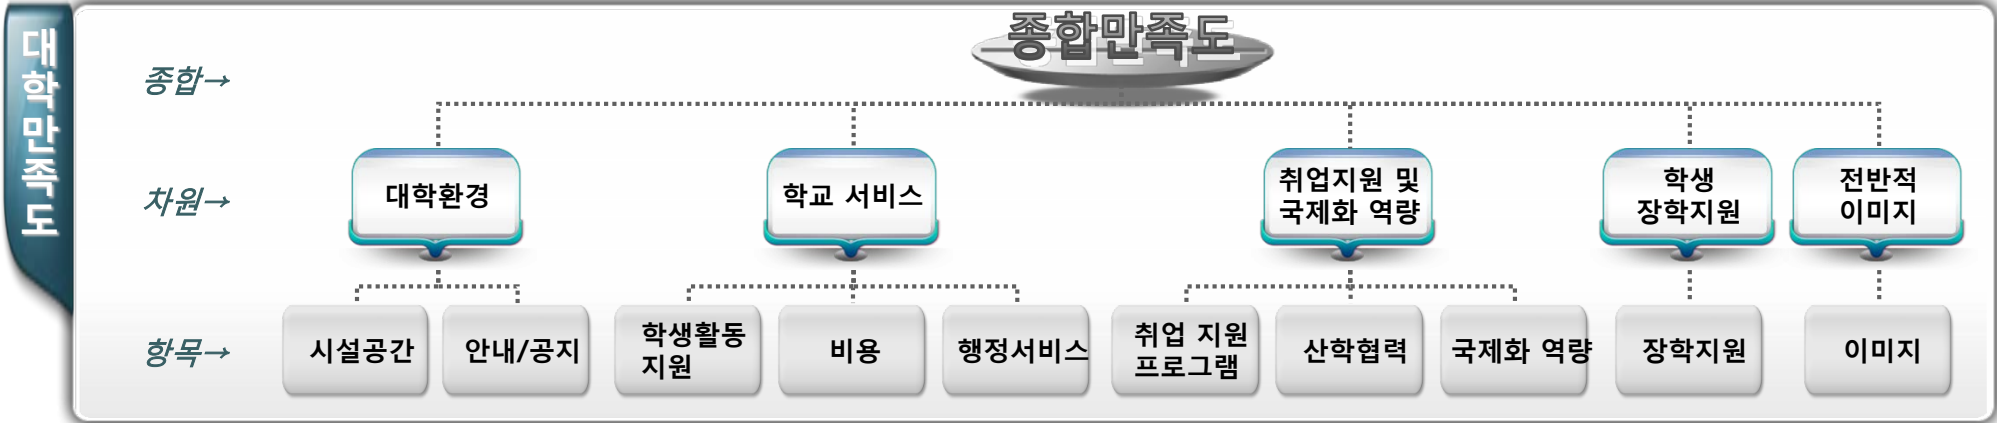 대학만족도
종합만족도
종합→
차원→
대학환경
학교 서비스
취업지원 및
국제화 역량
학생
장학지원
전반적
이미지
항목→
시설공간
안내/공지
학생활동
지원
비용
행정서비스
취업 지원
프로그램
산학협력
국제화 역량
장학지원
이미지